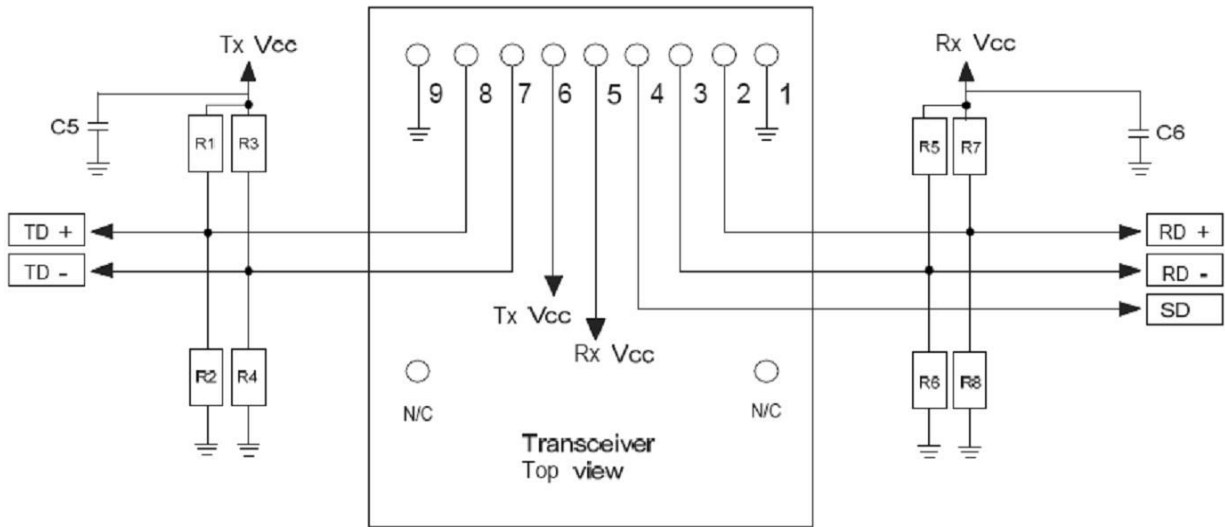 Tx Vcc
Rx Vcc
9 8 7 6 5 4 3 2 1
C5
R1
R3
R5
R7
C6
TD +
RD +
TD -
RD -
Tx Vcc
SD
Rx Vcc
R2
R4
R6
R8
N/C
N/C
Transceiver
Top view